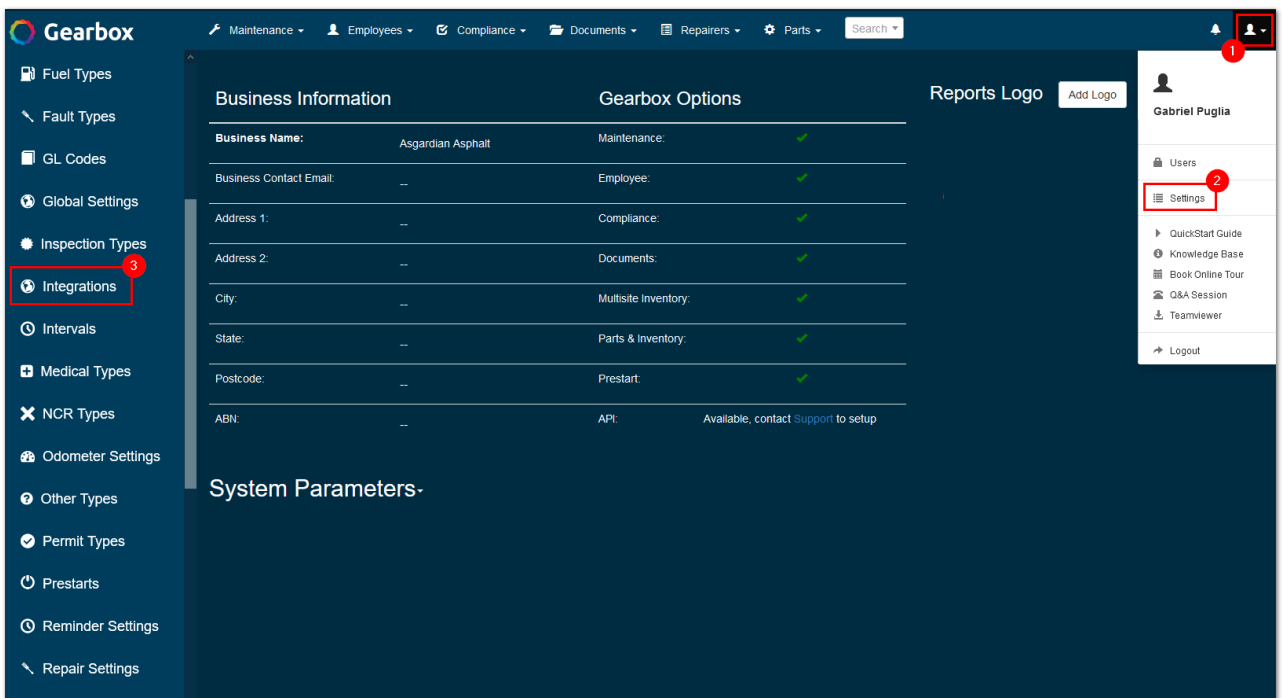 Gearbox
Maintenance
Employees
Compliance
Documents
Repairers
Parts
Search
1
Fuel Types
Fault Types
GL Codes
Global Settings
Inspection Types
3
Integrations
Intervals
Medical Types
NCR Types
Odometer Settings
Other Types
Permit Types
Prestarts
Reminder Settings
Repair Settings
Business Information
Business Name: Asgardian Asphalt
Business Contact Email: --
Address 1: --
Address 2: --
City: --
State: --
Postcode: --
ABN: --
Gearbox Options
Maintenance:
Employee:
Compliance:
Documents:
Multisite Inventory:
Parts & Inventory:
Prestart:
API: Available, contact Support to setup
System Parameters
Reports Logo
Add Logo
Gabriel Puglia
Users
2
Settings
QuickStart Guide
Knowledge Base
Book Online Tour
Q&A Session
Teamviewer
Logout